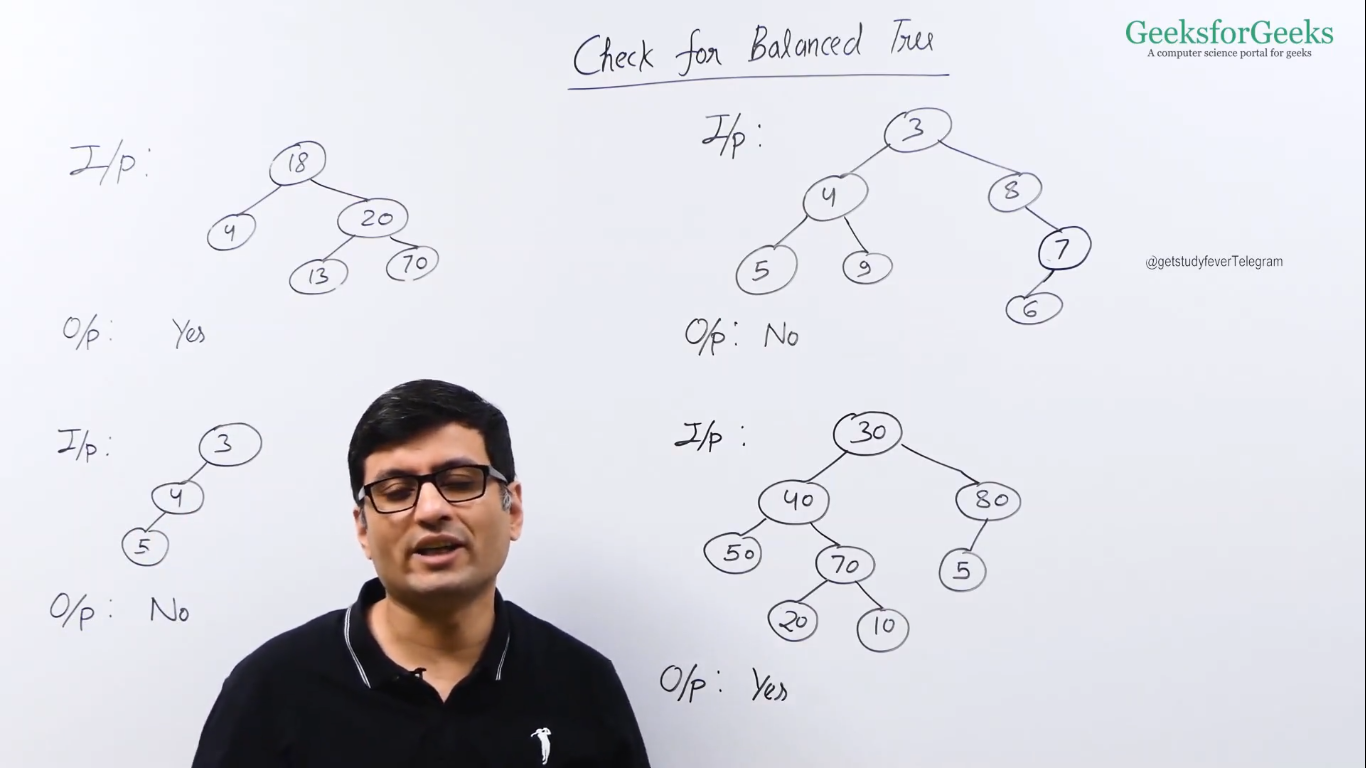 Check for Balanced Tree
GeeksforGeeks
A computer science portal for geeks
I/p:
18
4
20
13
70
O/p: Yes
I/p:
3
4
8
5
9
7
6
O/p: No
@getstudyfeverTelegram
I/p:
3
4
5
O/p: No
I/p:
30
40
80
50
70
5
20
10
O/p: Yes